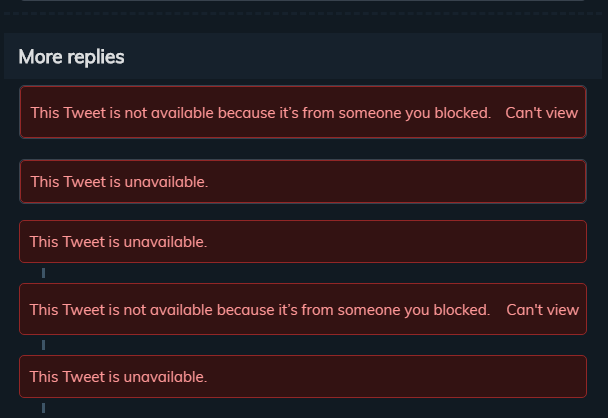 More replies
This Tweet is not available because it’s from someone you blocked. Can't view
This Tweet is unavailable.
This Tweet is unavailable.
This Tweet is not available because it’s from someone you blocked. Can't view
This Tweet is unavailable.